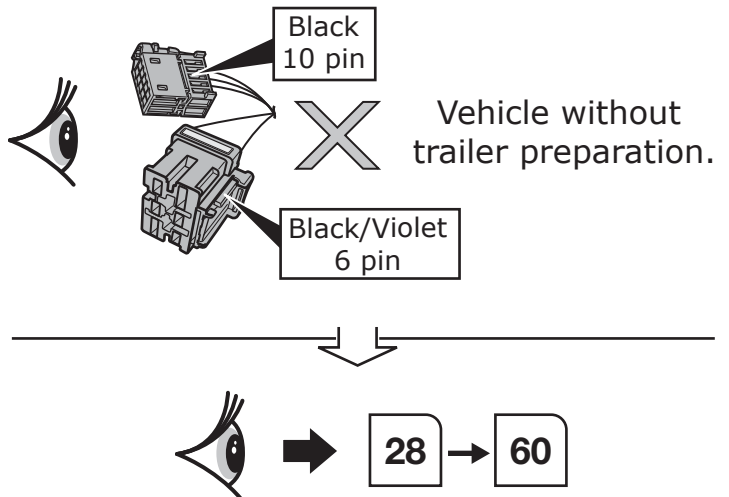 Black
10 pin
Vehicle without
trailer preparation.
Black/Violet
6 pin
28 60